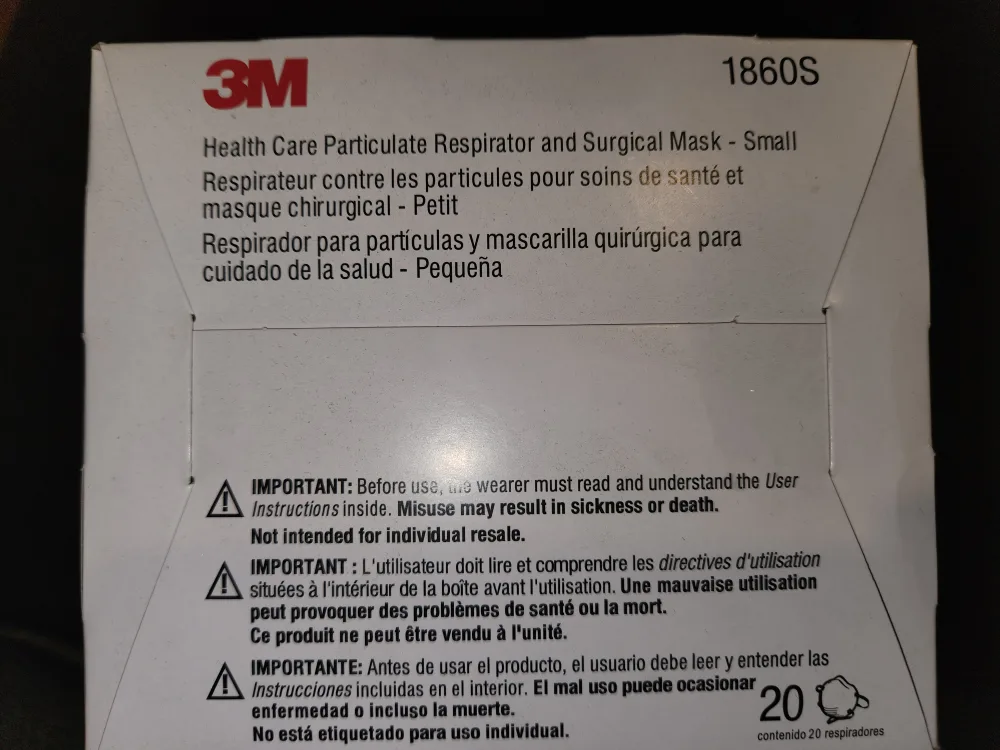 3M
1860S
Health Care Particulate Respirator and Surgical Mask - Small
Respirateur contre les particules pour soins de santé et
masque chirurgical - Petit
Respirador para partículas y mascarilla quirúrgica para
cuidado de la salud - Pequeña
IMPORTANT: Before use, the wearer must read and understand the User
Instructions inside. Misuse may result in sickness or death.
Not intended for individual resale.
IMPORTANT : L'utilisateur doit lire et comprendre les directives d'utilisation
situées à l'intérieur de la boîte avant l'utilisation. Une mauvaise utilisation
peut provoquer des problèmes de santé ou la mort.
Ce produit ne peut être vendu à l'unité.
IMPORTANTE: Antes de usar el producto, el usuario debe leer y entender las
Instrucciones incluidas en el interior. El mal uso puede ocasionar
enfermedad o incluso la muerte.
No está etiquetado para uso individual.
20
contenido 20 respiradores